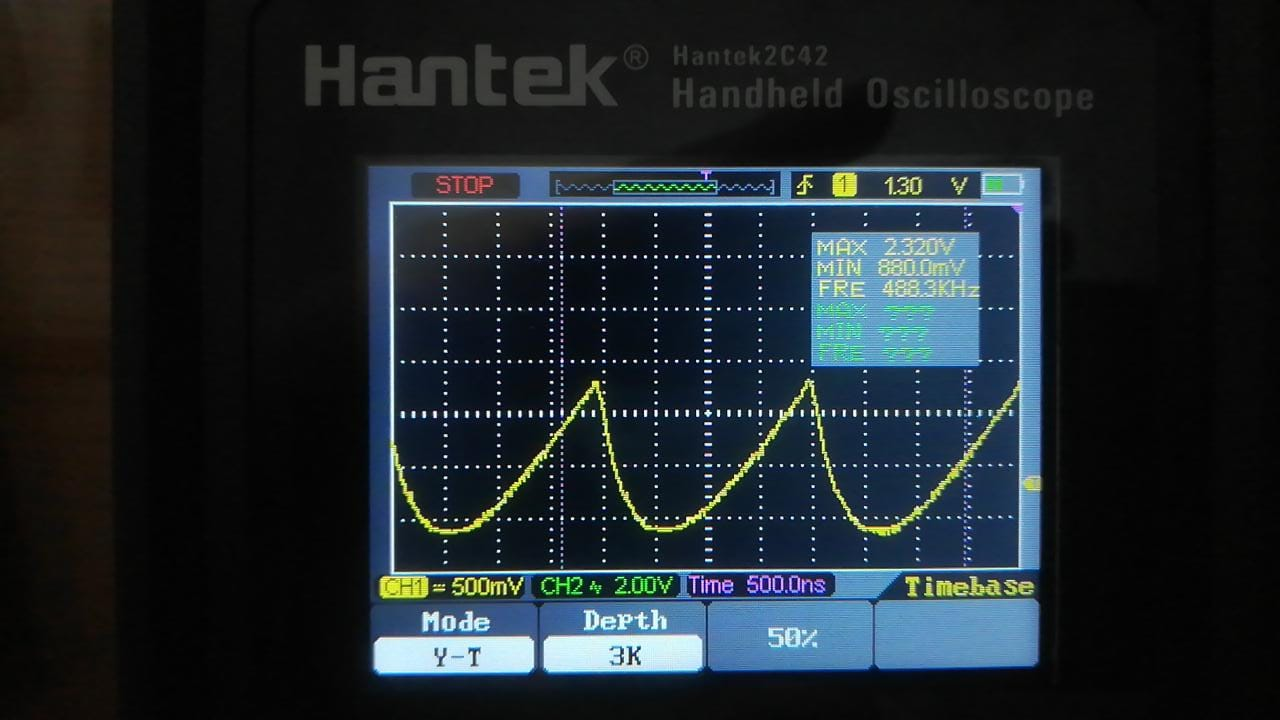 Hantek® Hantek2C42
Handheld Oscilloscope
STOP T 1 1.30 V
MAX 2.320V
MIN 880.0mV
FRE 488.3KHz
MAX ???
MIN ???
FRE ???
CH1 500mV CH2 2.00V Time 500.0ns Timebase
Mode Depth 50%
Y-T 3K